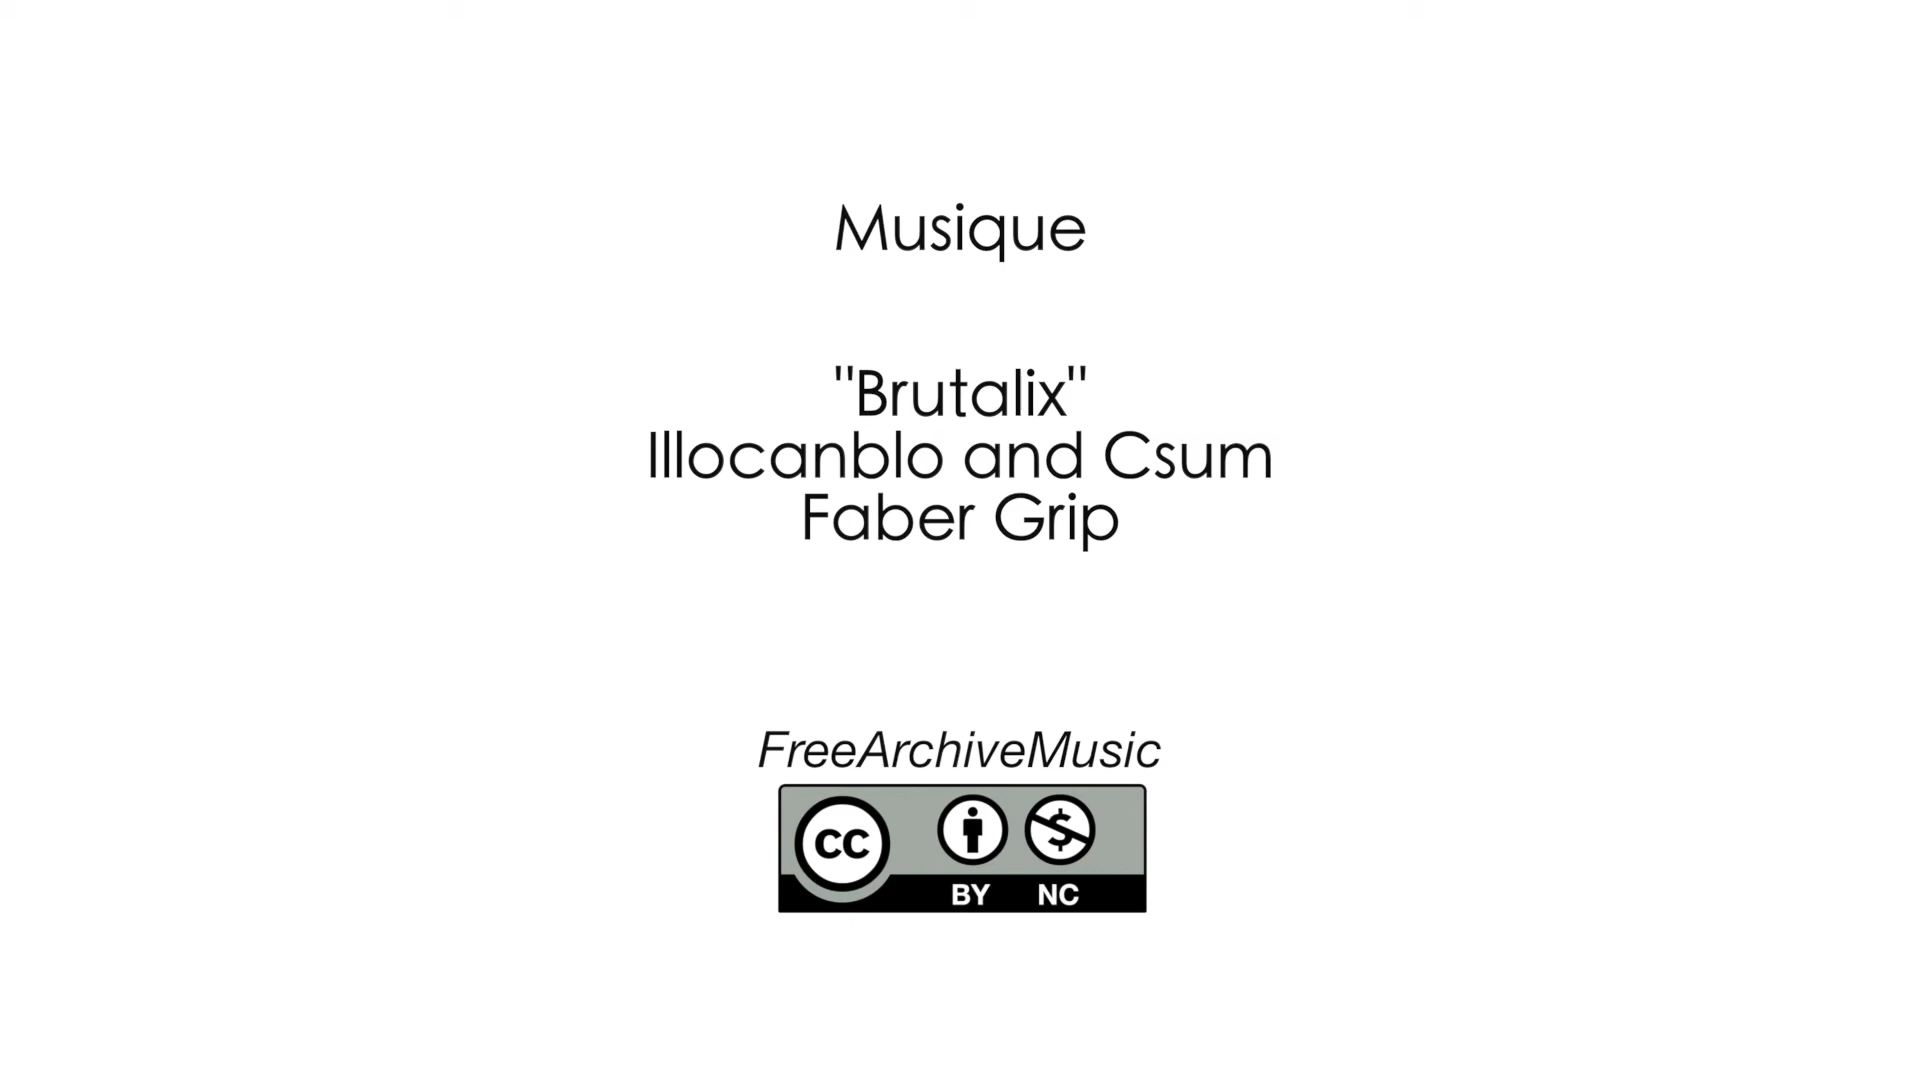 Musique
"Brutalix"
Illocanblo and Csum
Faber Grip
FreeArchiveMusic
CC
BY NC